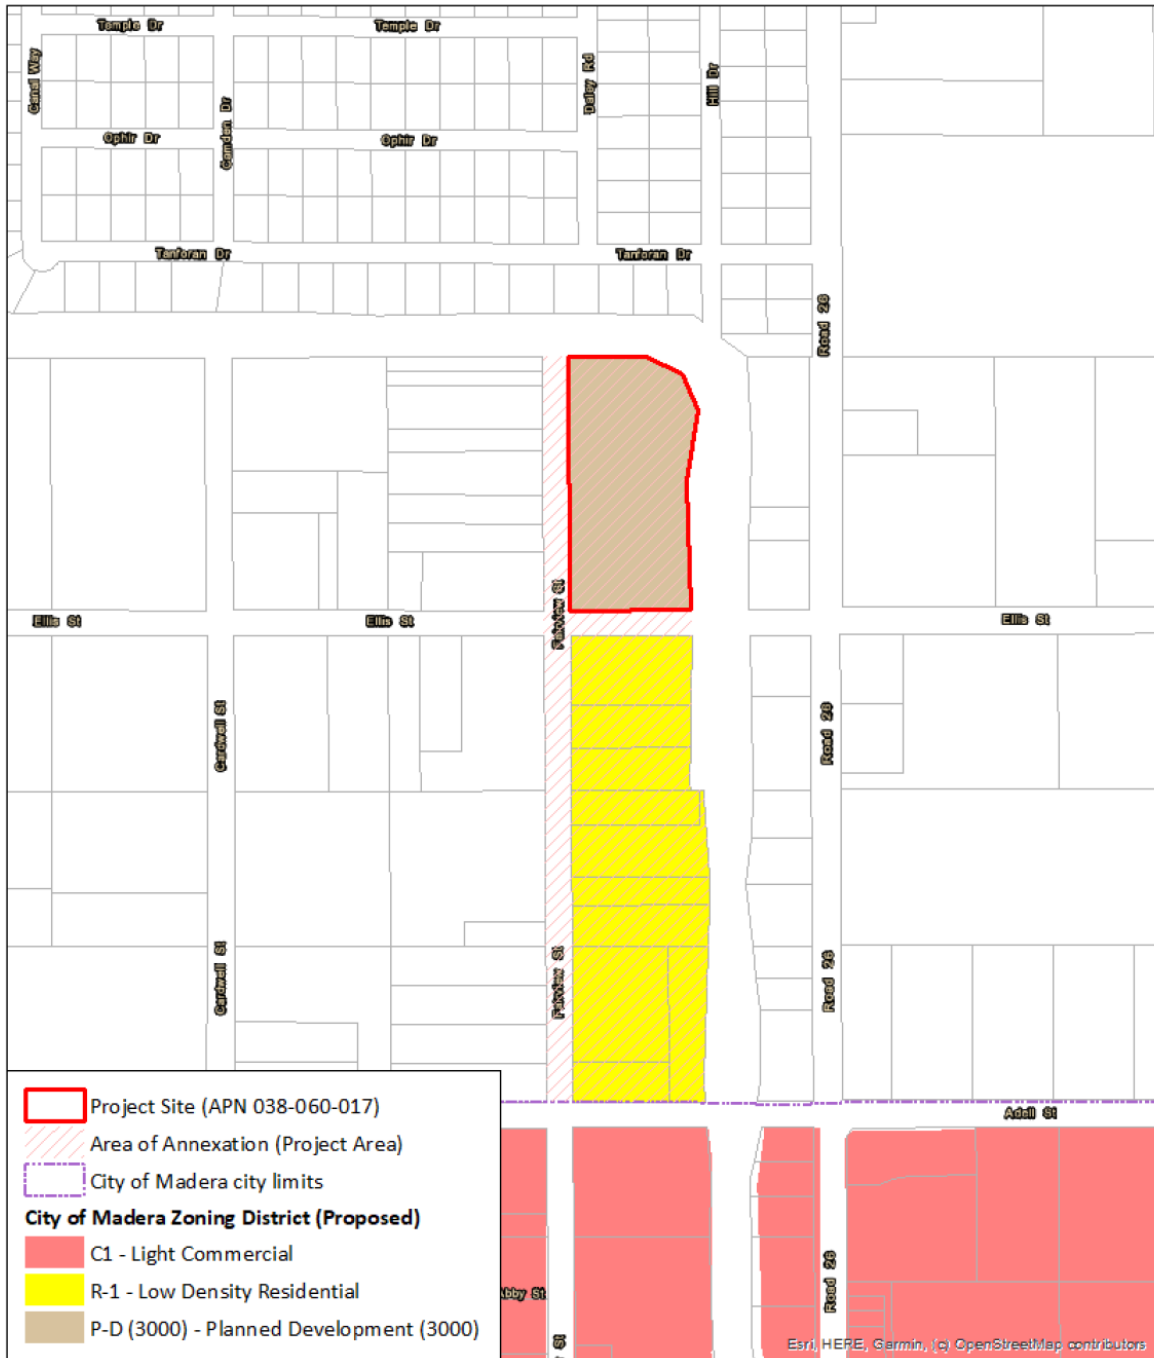 Temple Dr
Temple Dr
Canal Way
Camden Dr
Daley Rd
Hill Dr
Ophir Dr
Ophir Dr
Tanforan Dr
Tanforan Dr
Road 26
Fairview St
Ellis St
Ellis St
Ellis St
Cardwell St
Road 26
Cardwell St
Fairview St
Road 26
Adell St
Project Site (APN 038-060-017)
Area of Annexation (Project Area)
City of Madera city limits
City of Madera Zoning District (Proposed)
C1 - Light Commercial
R-1 - Low Density Residential
P-D (3000) - Planned Development (3000)
Abby St
Road 26
St
Esri, HERE, Garmin, (c) OpenStreetMap contributors